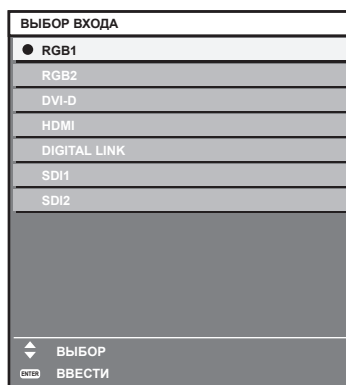 ВЫБОР ВХОДА
RGB1
RGB2
DVI-D
HDMI
DIGITAL LINK
SDI1
SDI2
ВЫБОР
ENTER ВВЕСТИ